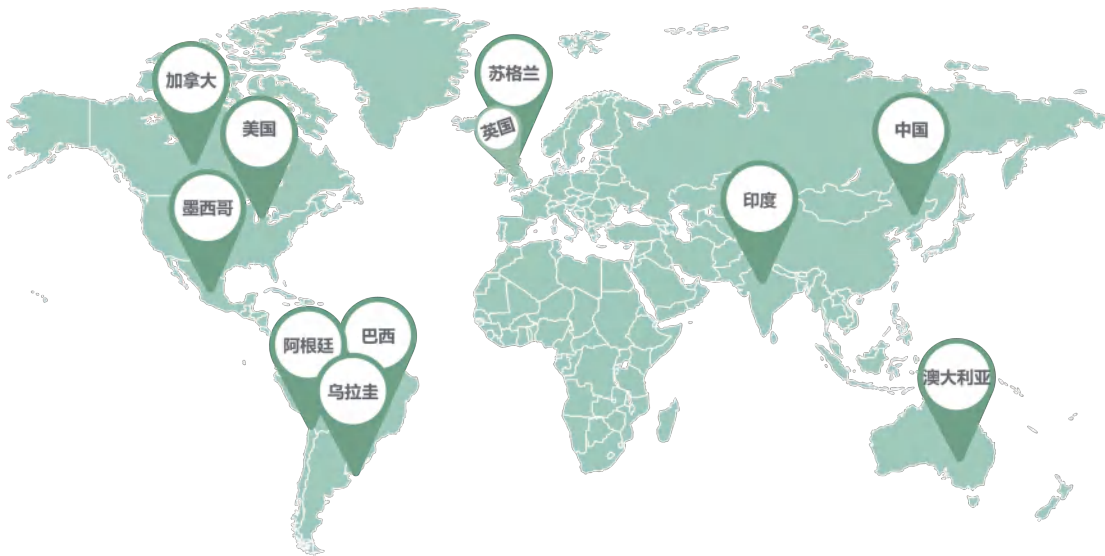 加拿大
美国
墨西哥
苏格兰
英国
印度
中国
阿根廷
巴西
乌拉圭
澳大利亚